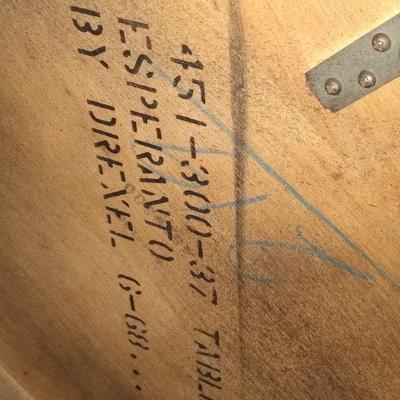 451-300-37 TABL
ESPERANTO
BY DREXEL 6-68...